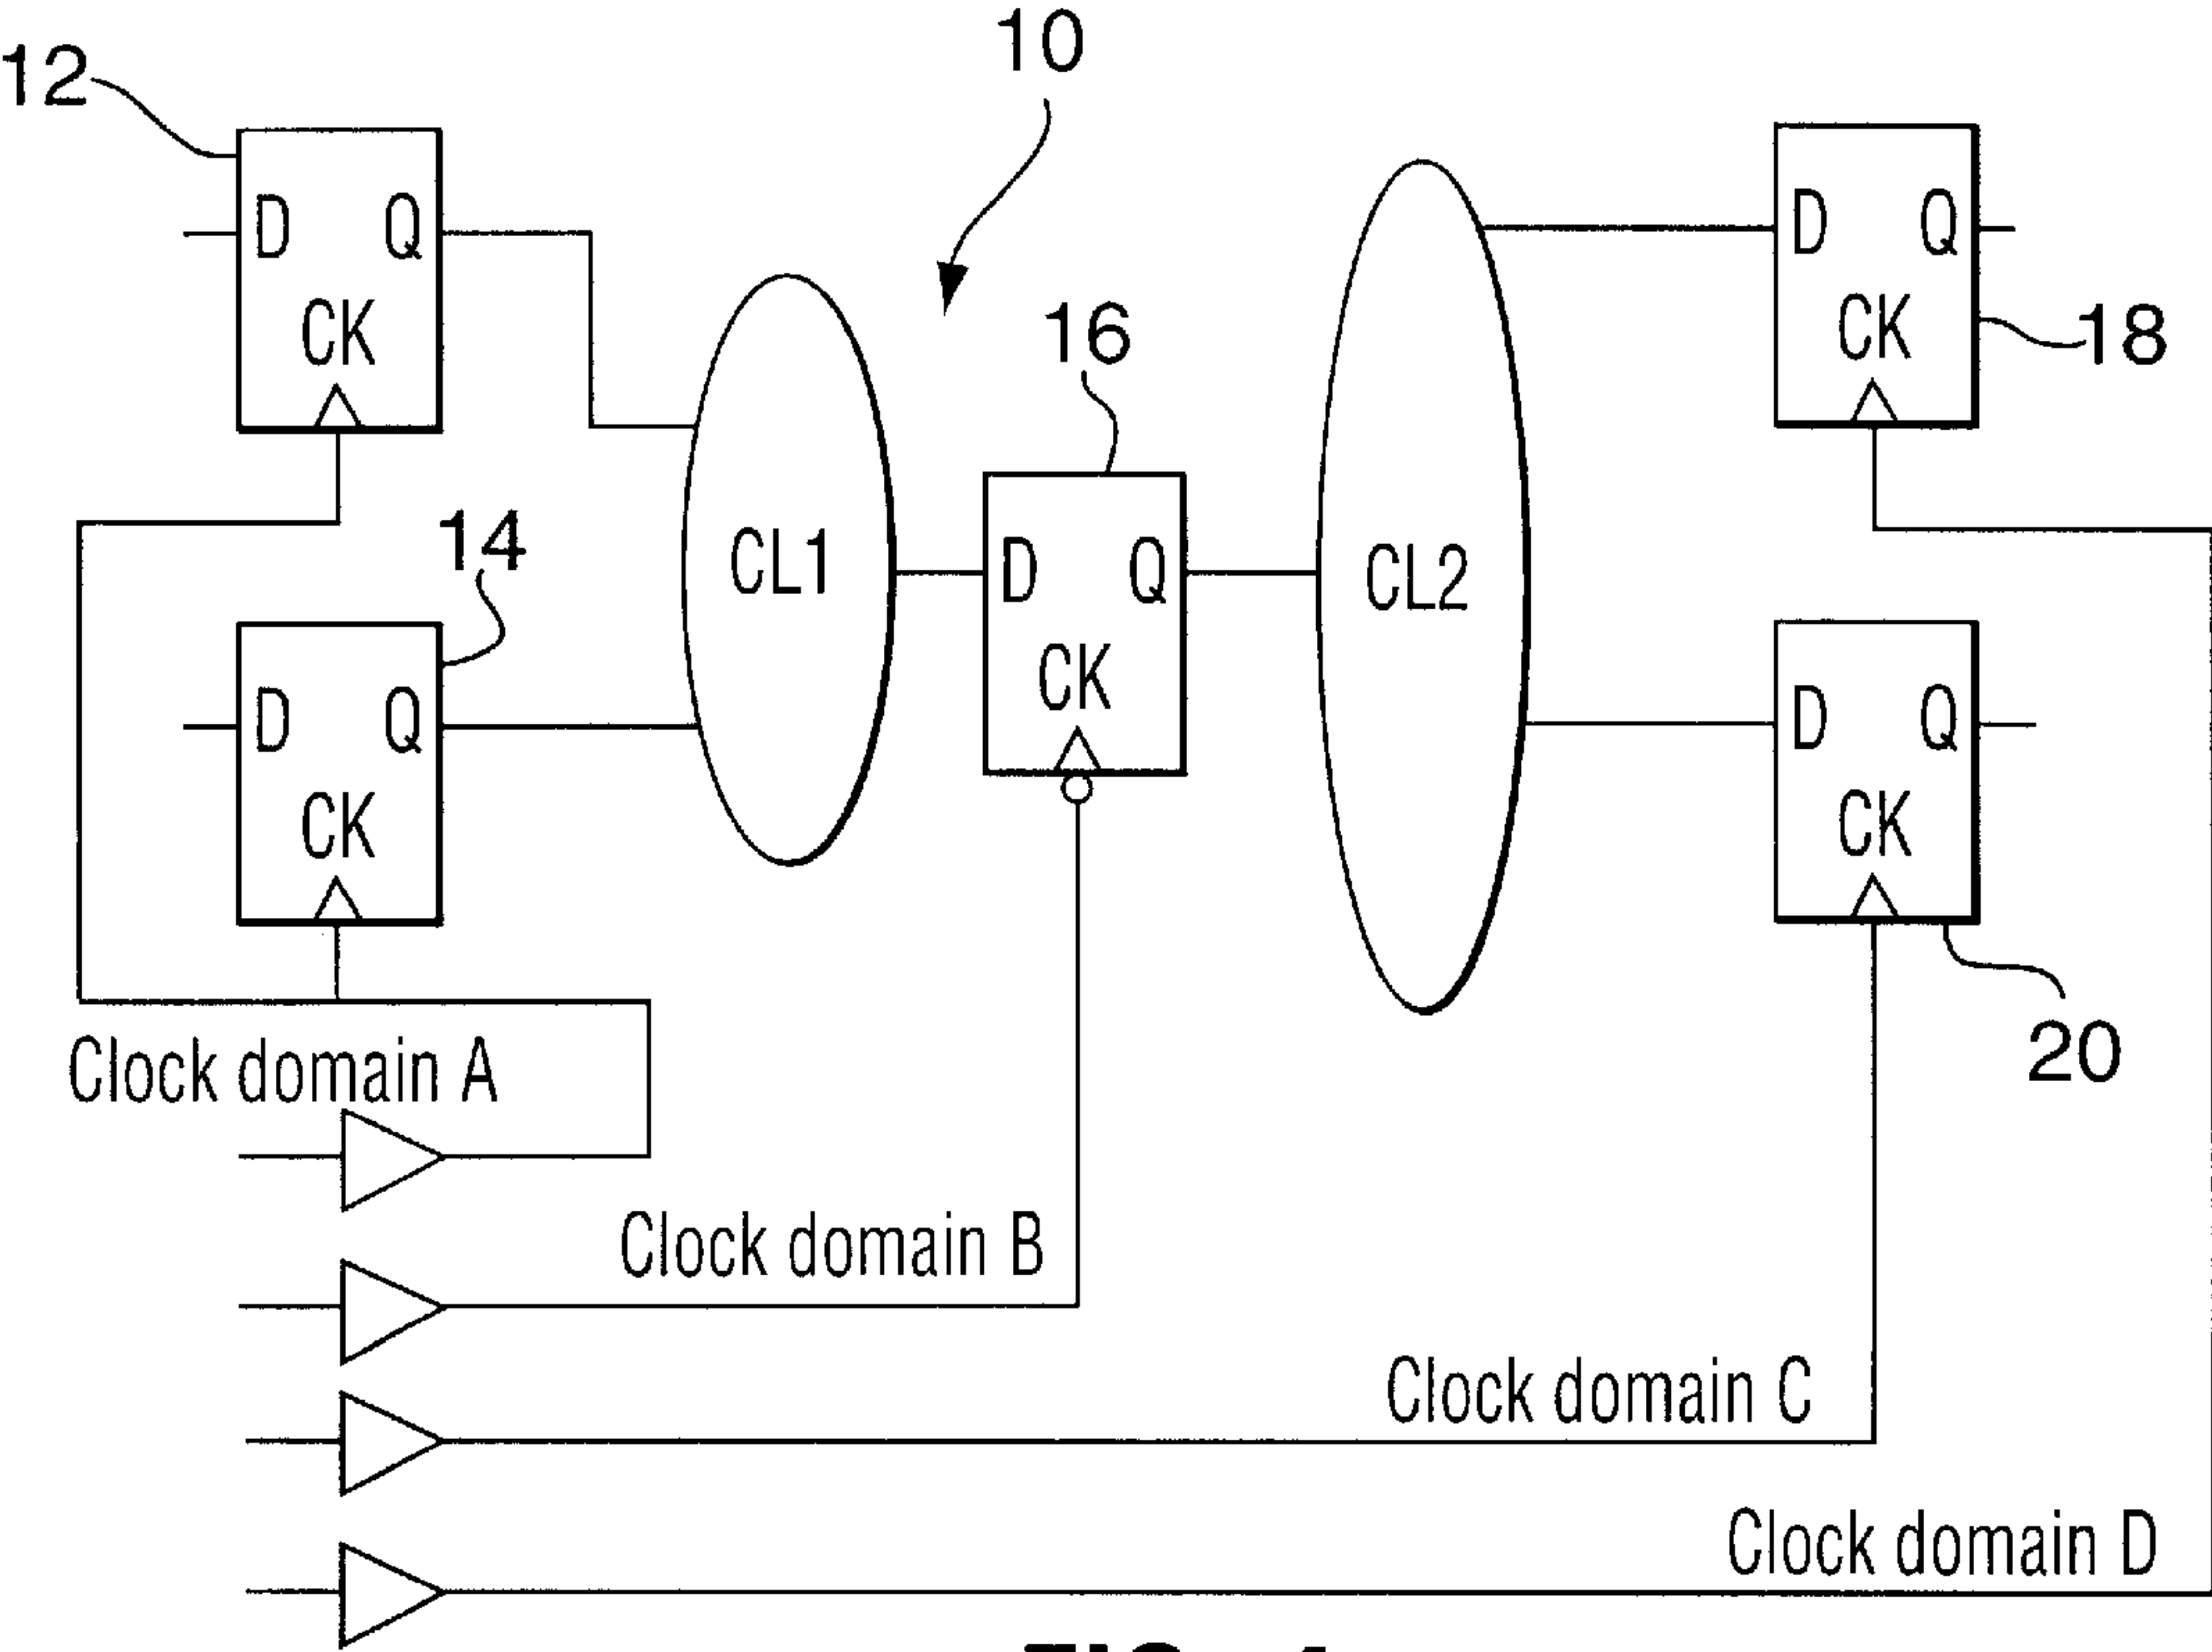 10
12
D Q
CK
D Q
CK
18
16
14
CL1
D Q
CK
CL2
D Q
CK
D Q
CK
20
Clock domain A
Clock domain B
Clock domain C
Clock domain D